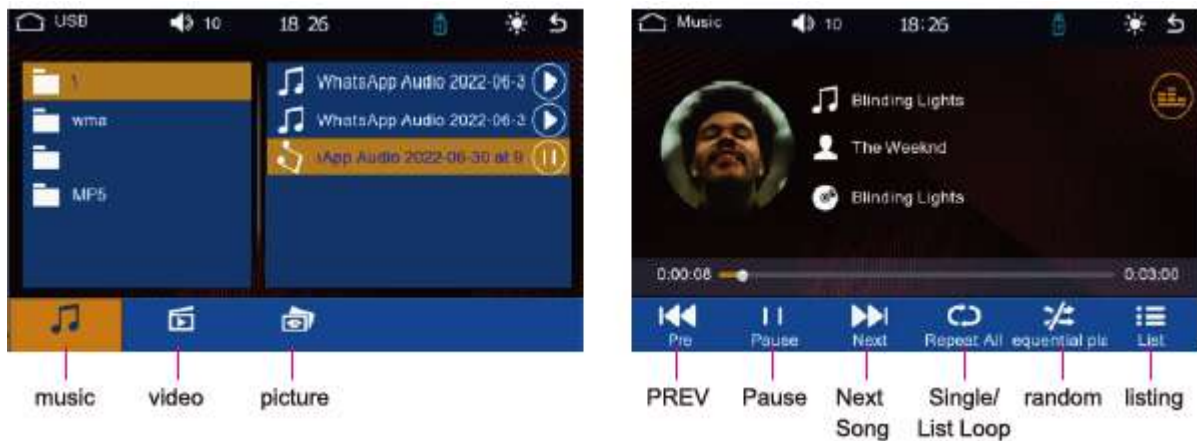 USB 10 18 26
1
wma
MP5
WhatsApp Audio 2022-06-3
WhatsApp Audio 2022-06-3
App Audio 2022-06-30 at 9
music video picture
Music 10 18:26
Blinding Lights
The Weeknd
Blinding Lights
0:00:08 0:03:00
Pre Pause Next Repeat All equential pla List
PREV Pause Next Song Single/ List Loop random listing